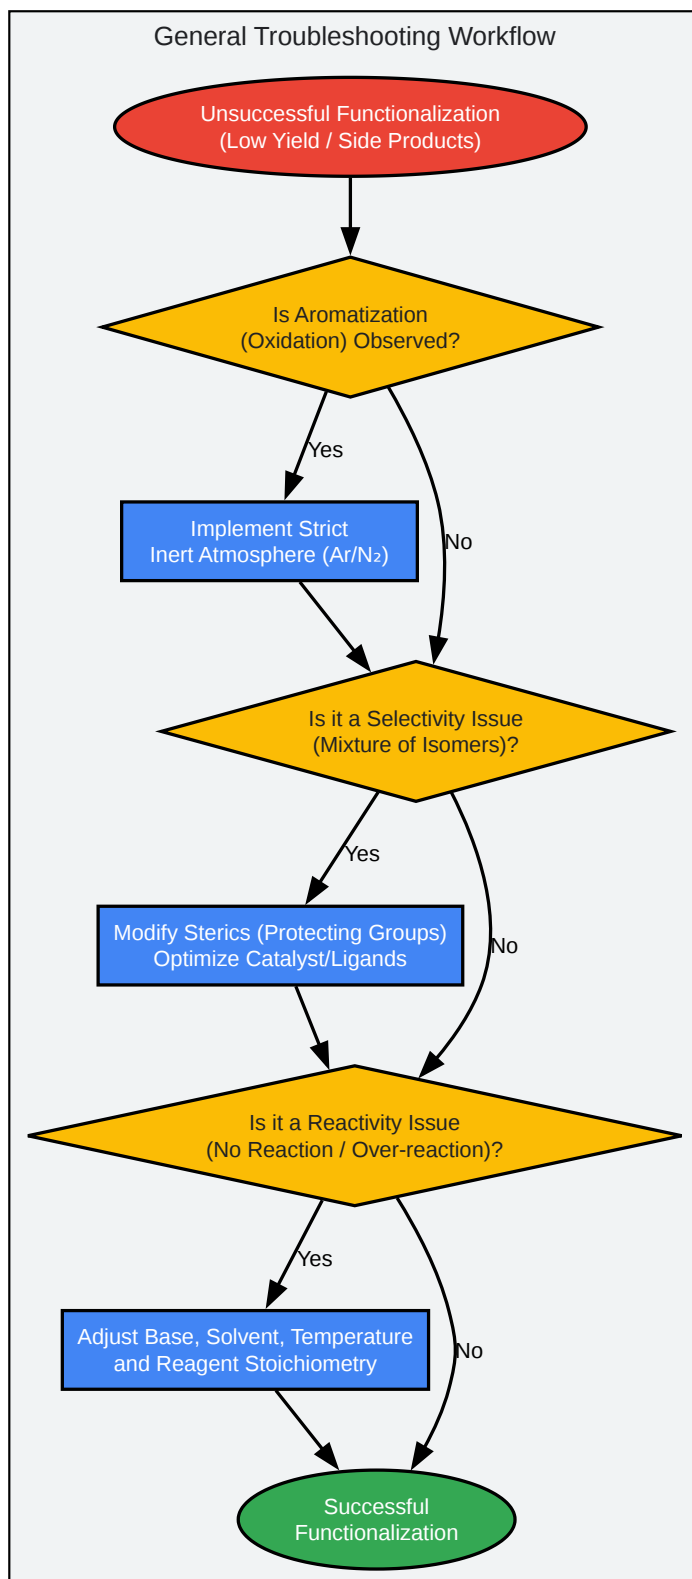 General Troubleshooting Workflow
Unsuccessful Functionalization
(Low Yield / Side Products)
Is Aromatization
(Oxidation) Observed?
Yes
Implement Strict
Inert Atmosphere (Ar/N₂)
No
Is it a Selectivity Issue
(Mixture of Isomers)?
Yes
Modify Sterics (Protecting Groups)
Optimize Catalyst/Ligands
No
Is it a Reactivity Issue
(No Reaction / Over-reaction)?
Yes
Adjust Base, Solvent, Temperature
and Reagent Stoichiometry
No
Successful
Functionalization